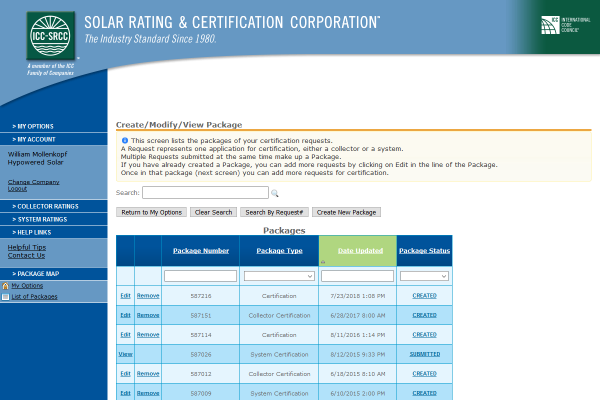 ICC-SRCC
SOLAR RATING & CERTIFICATION CORPORATION™
The Industry Standard Since 1980.
A member of the ICC
Family of Companies
ICC
INTERNATIONAL
CODE
COUNCIL
> MY OPTIONS
> MY ACCOUNT
William Mollenkopf
Hypowered Solar
Change Company
Logout
> COLLECTOR RATINGS
> SYSTEM RATINGS
> HELP LINKS
Helpful Tips
Contact Us
> PACKAGE MAP
My Options
List of Packages
Create/Modify/View Package
This screen lists the packages of your certification requests.
A Request represents one application for certification, either a collector or a system.
Multiple Requests submitted at the same time make up a Package.
If you have already created a Package, you can add more requests by clicking on Edit in the line of the Package.
Once in that package (next screen) you can add more requests for certification.
Search:
Return to My Options Clear Search Search By Request# Create New Package
Packages
Package Number Package Type Date Updated Package Status
Edit Remove 587216 Certification 7/23/2018 1:08 PM CREATED
Edit Remove 587151 Collector Certification 6/28/2017 8:00 AM CREATED
Edit Remove 587114 Certification 8/11/2016 1:14 PM CREATED
View 587026 System Certification 8/12/2015 9:33 PM SUBMITTED
Edit Remove 587012 Collector Certification 6/18/2015 8:10 AM CREATED
Edit Remove 587009 System Certification 6/10/2015 2:00 PM CREATED